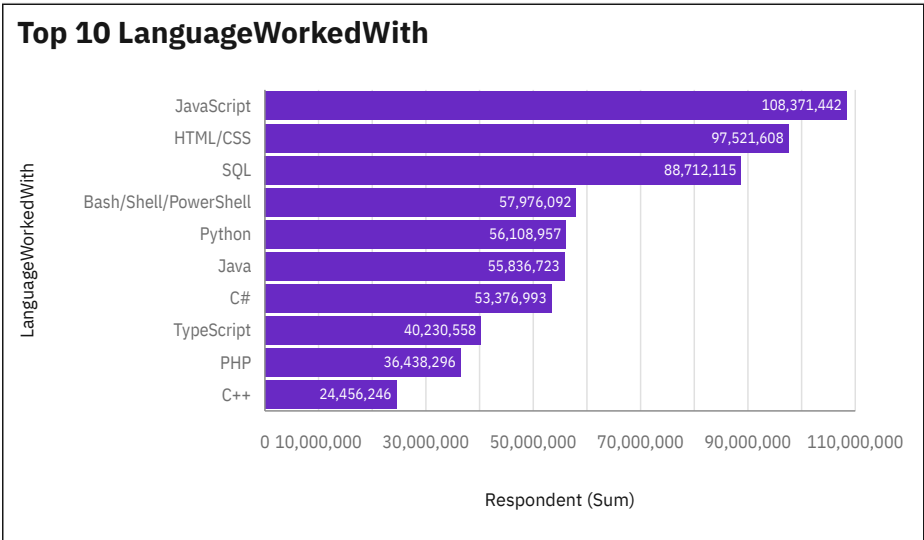 Top 10 LanguageWorkedWith
LanguageWorkedWith
JavaScript 108,371,442
HTML/CSS 97,521,608
SQL 88,712,115
Bash/Shell/PowerShell 57,976,092
Python 56,108,957
Java 55,836,723
C# 53,376,993
TypeScript 40,230,558
PHP 36,438,296
C++ 24,456,246
0 10,000,000 30,000,000 50,000,000 70,000,000 90,000,000 110,000,000
Respondent (Sum)